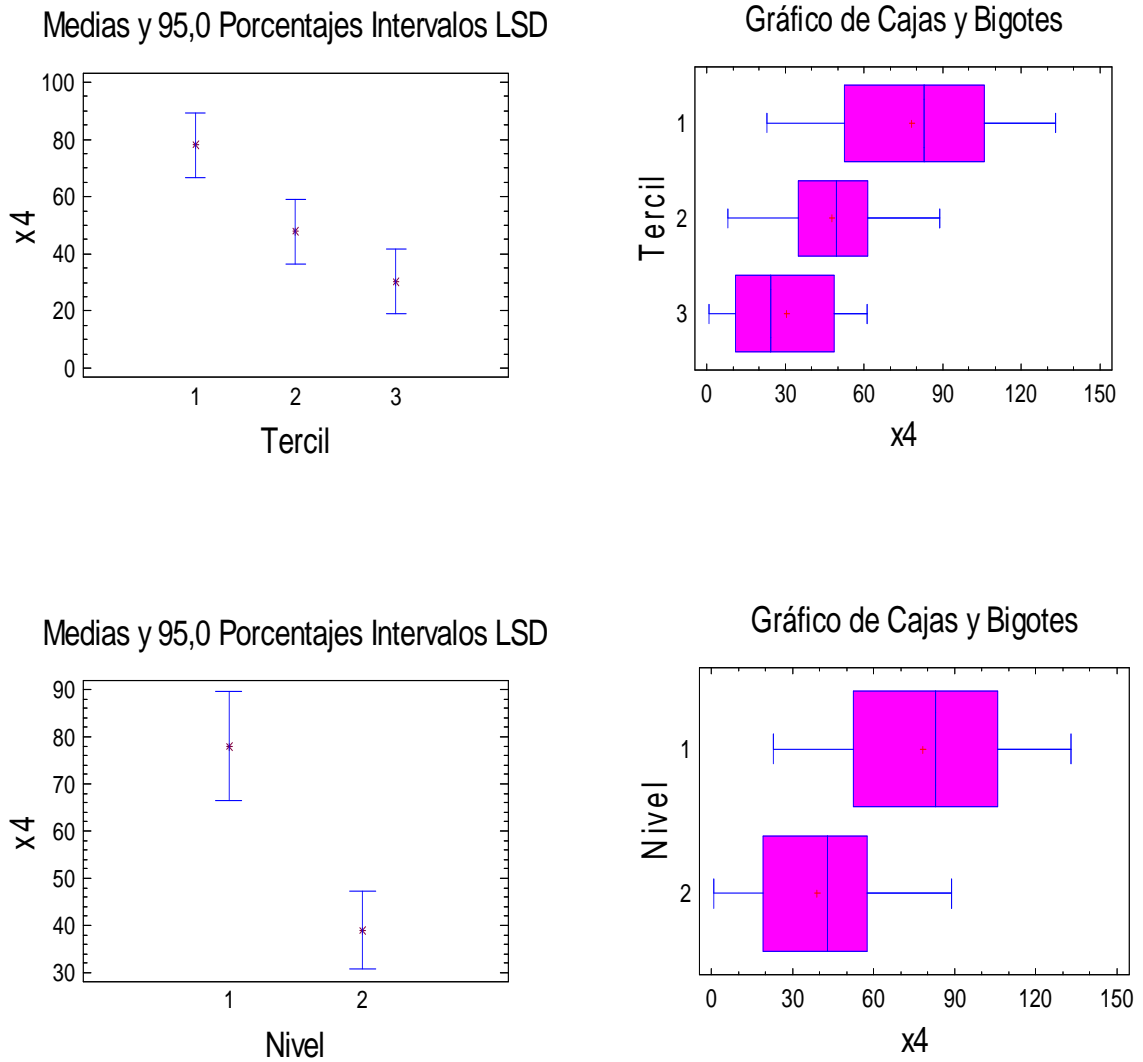 Medias y 95,0 Porcentajes Intervalos LSD
x4
100
80
60
40
20
0
1 2 3
Tercil
Gráfico de Cajas y Bigotes
Tercil
1
2
3
0 30 60 90 120 150
x4
Medias y 95,0 Porcentajes Intervalos LSD
x4
90
80
70
60
50
40
30
1 2
Nivel
Gráfico de Cajas y Bigotes
Nivel
1
2
0 30 60 90 120 150
x4